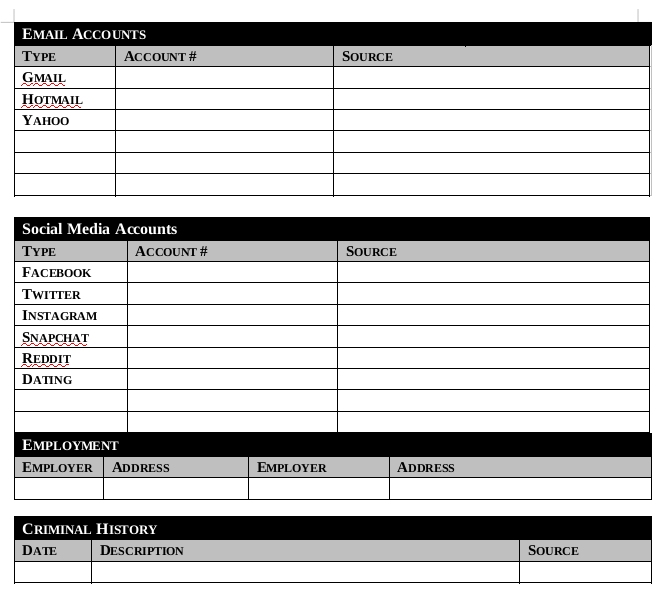 Email Accounts
Type Account # Source
Gmail
Hotmail
Yahoo
Social Media Accounts
Type Account # Source
Facebook
Twitter
Instagram
Snapchat
Reddit
Dating
Employment
Employer Address Employer Address
Criminal History
Date Description Source